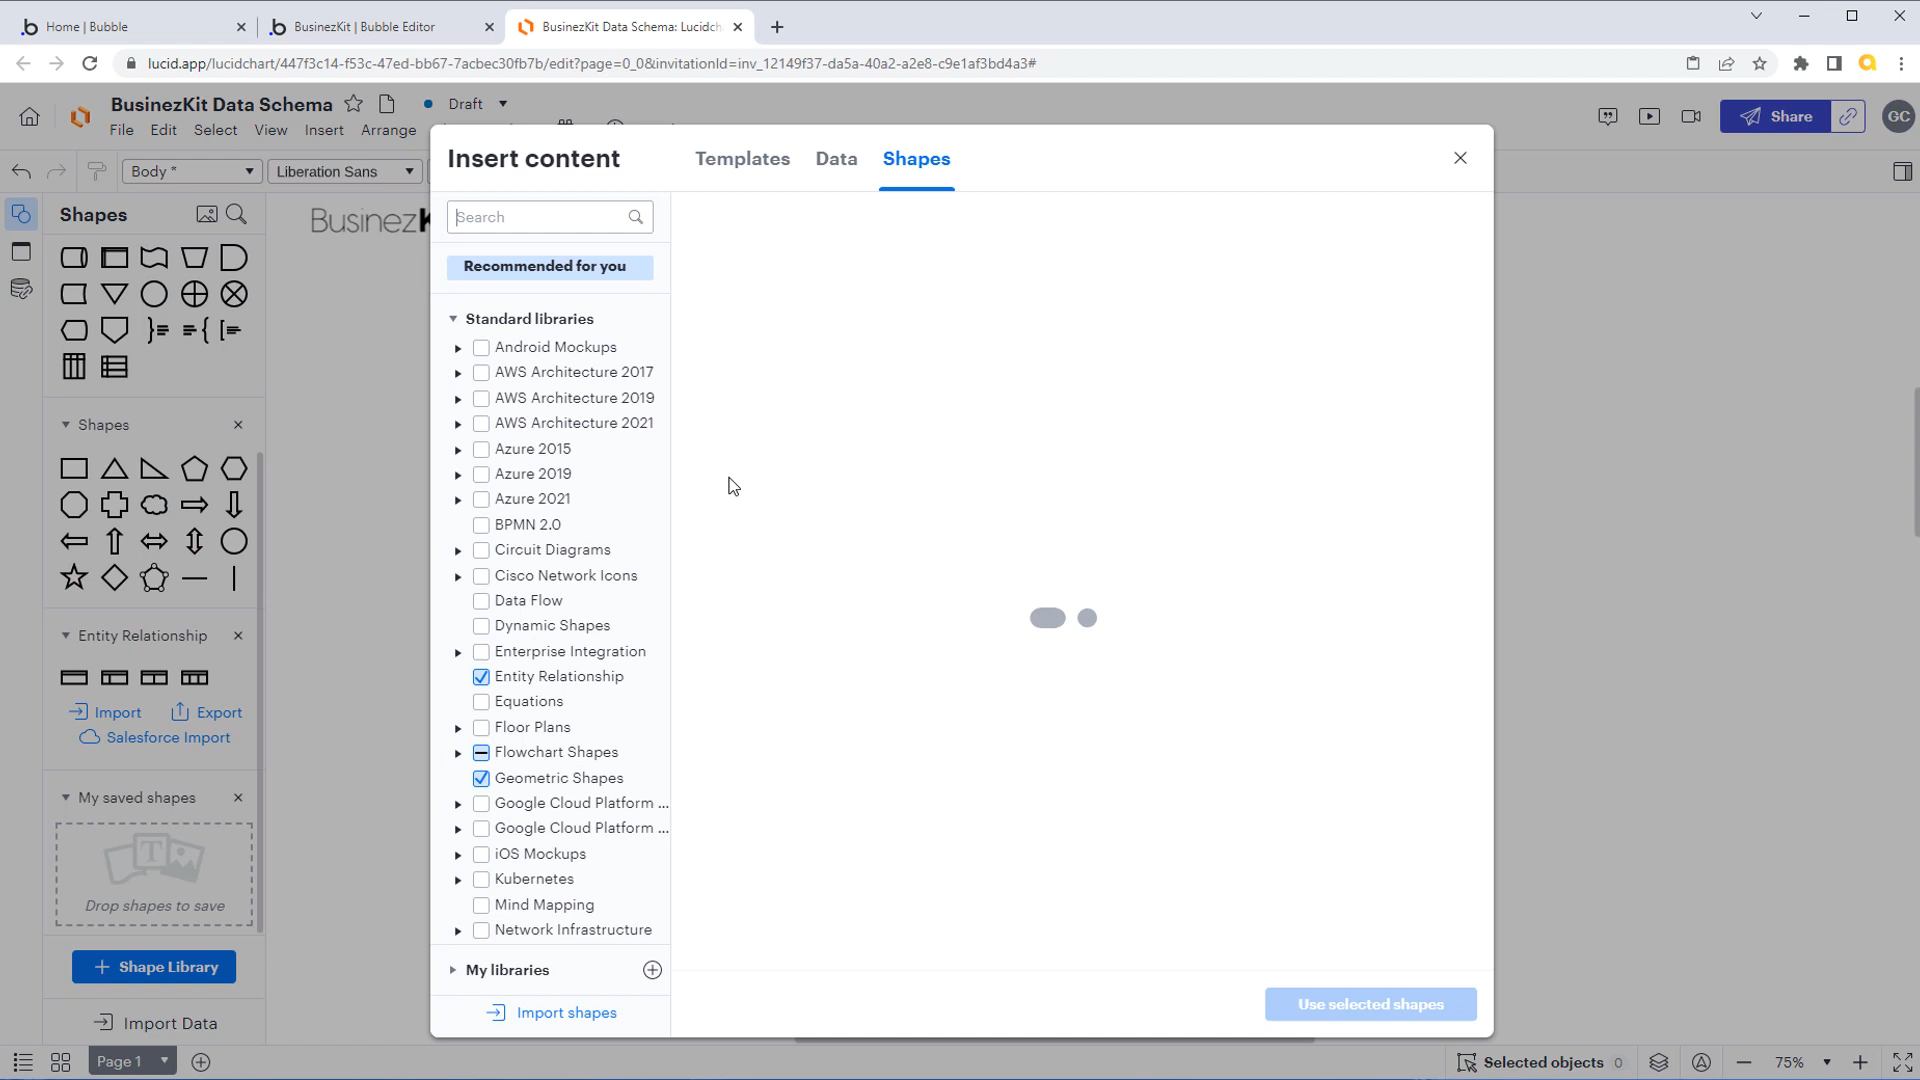 Home | Bubble
BusinezKit | Bubble Editor
BusinezKit Data Schema: Lucidch
lucid.app/lucidchart/447f3c14-f53c-47ed-bb67-7acbec30fb7b/edit?page=0_0&invitationId=inv_12149f37-da5a-40a2-a2e8-c9e1af3bd4a3#
BusinezKit Data Schema
Draft
File Edit Select View Insert Arrange
Share
GC
Body *
Liberation Sans
Shapes
BusinezK
Insert content
Templates
Data
Shapes
Search
Recommended for you
Standard libraries
Android Mockups
AWS Architecture 2017
AWS Architecture 2019
AWS Architecture 2021
Azure 2015
Azure 2019
Azure 2021
BPMN 2.0
Circuit Diagrams
Cisco Network Icons
Data Flow
Dynamic Shapes
Enterprise Integration
Entity Relationship
Equations
Floor Plans
Flowchart Shapes
Geometric Shapes
Google Cloud Platform ...
Google Cloud Platform ...
iOS Mockups
Kubernetes
Mind Mapping
Network Infrastructure
My libraries
Import shapes
Use selected shapes
Shapes
Entity Relationship
Import
Export
Salesforce Import
My saved shapes
T
Drop shapes to save
+ Shape Library
Import Data
Page 1
Selected objects 0
75%